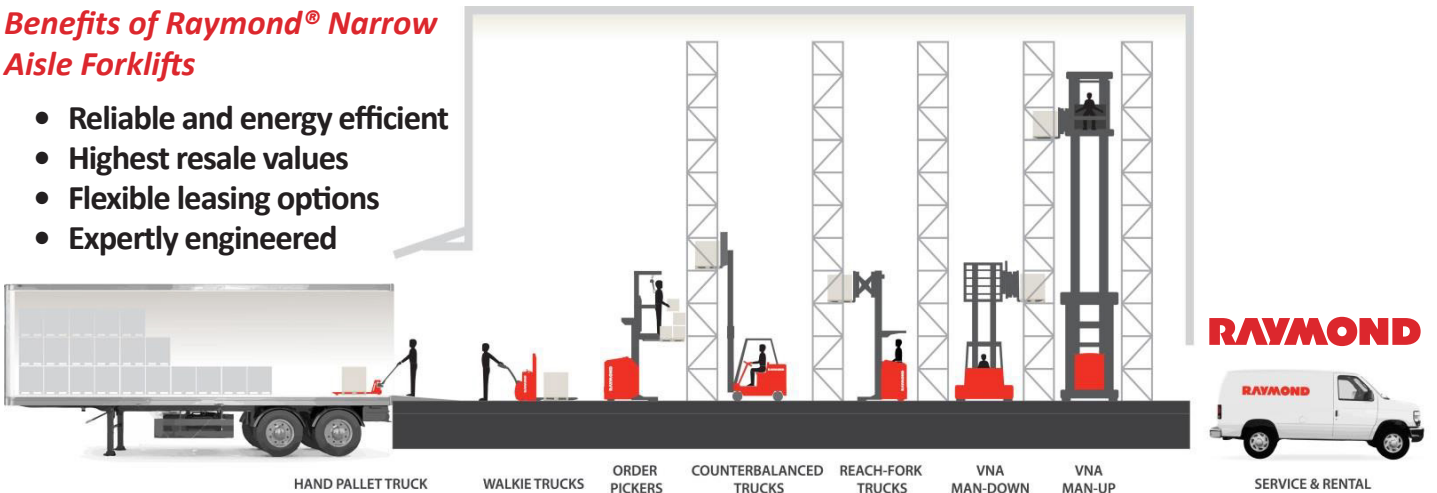 Benefits of Raymond® Narrow
Aisle Forklifts
• Reliable and energy efficient
• Highest resale values
• Flexible leasing options
• Expertly engineered
RAYMOND
RAYMOND
HAND PALLET TRUCK
WALKIE TRUCKS
ORDER
PICKERS
COUNTERBALANCED
TRUCKS
REACH-FORK
TRUCKS
VNA
MAN-DOWN
VNA
MAN-UP
SERVICE & RENTAL